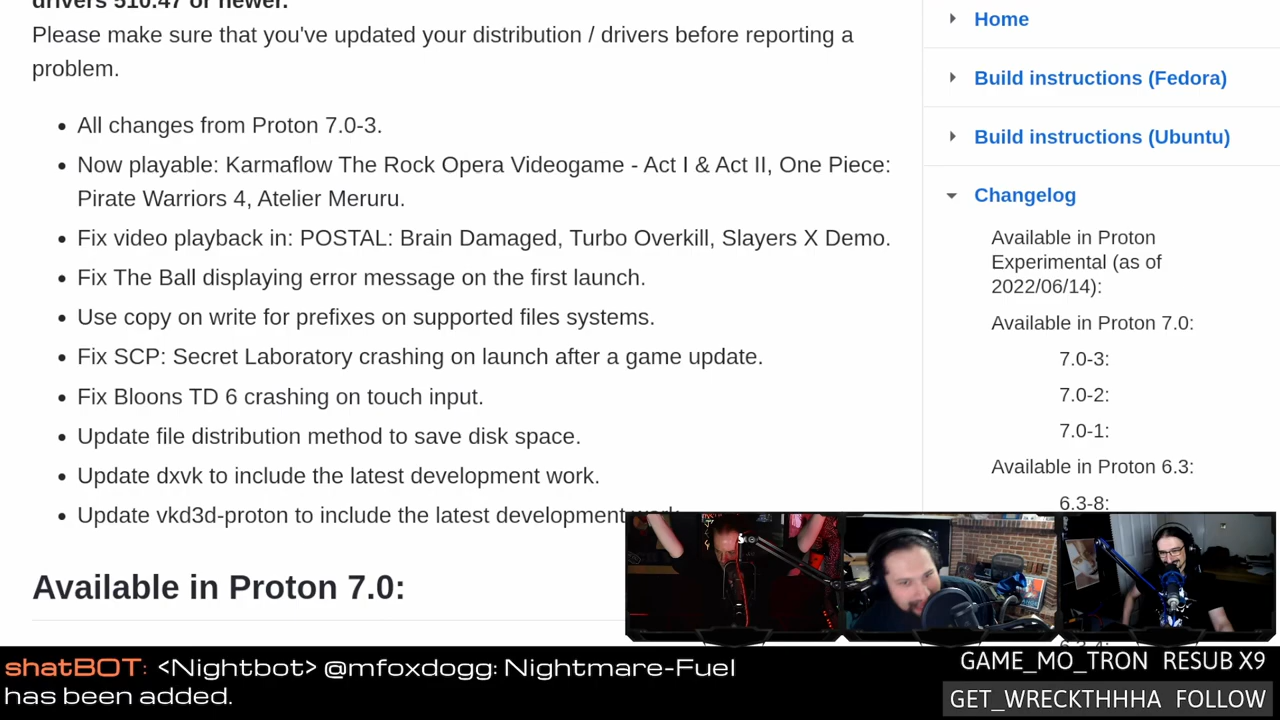 drivers 510.47 or newer.
Please make sure that you've updated your distribution / drivers before reporting a
problem.
All changes from Proton 7.0-3.
Now playable: Karmaflow The Rock Opera Videogame - Act I & Act II, One Piece:
Pirate Warriors 4, Atelier Meruru.
Fix video playback in: POSTAL: Brain Damaged, Turbo Overkill, Slayers X Demo.
Fix The Ball displaying error message on the first launch.
Use copy on write for prefixes on supported files systems.
Fix SCP: Secret Laboratory crashing on launch after a game update.
Fix Bloons TD 6 crashing on touch input.
Update file distribution method to save disk space.
Update dxvk to include the latest development work.
Update vkd3d-proton to include the latest development work.
Available in Proton 7.0:
Home
Build instructions (Fedora)
Build instructions (Ubuntu)
Changelog
Available in Proton
Experimental (as of
2022/06/14):
Available in Proton 7.0:
7.0-3:
7.0-2:
7.0-1:
Available in Proton 6.3:
6.3-8:
shatBOT: <Nightbot> @mfoxdogg: Nightmare-Fuel
has been added.
GAME_MO_TRON RESUB X9
GET_WRECKTHHHHA FOLLOW